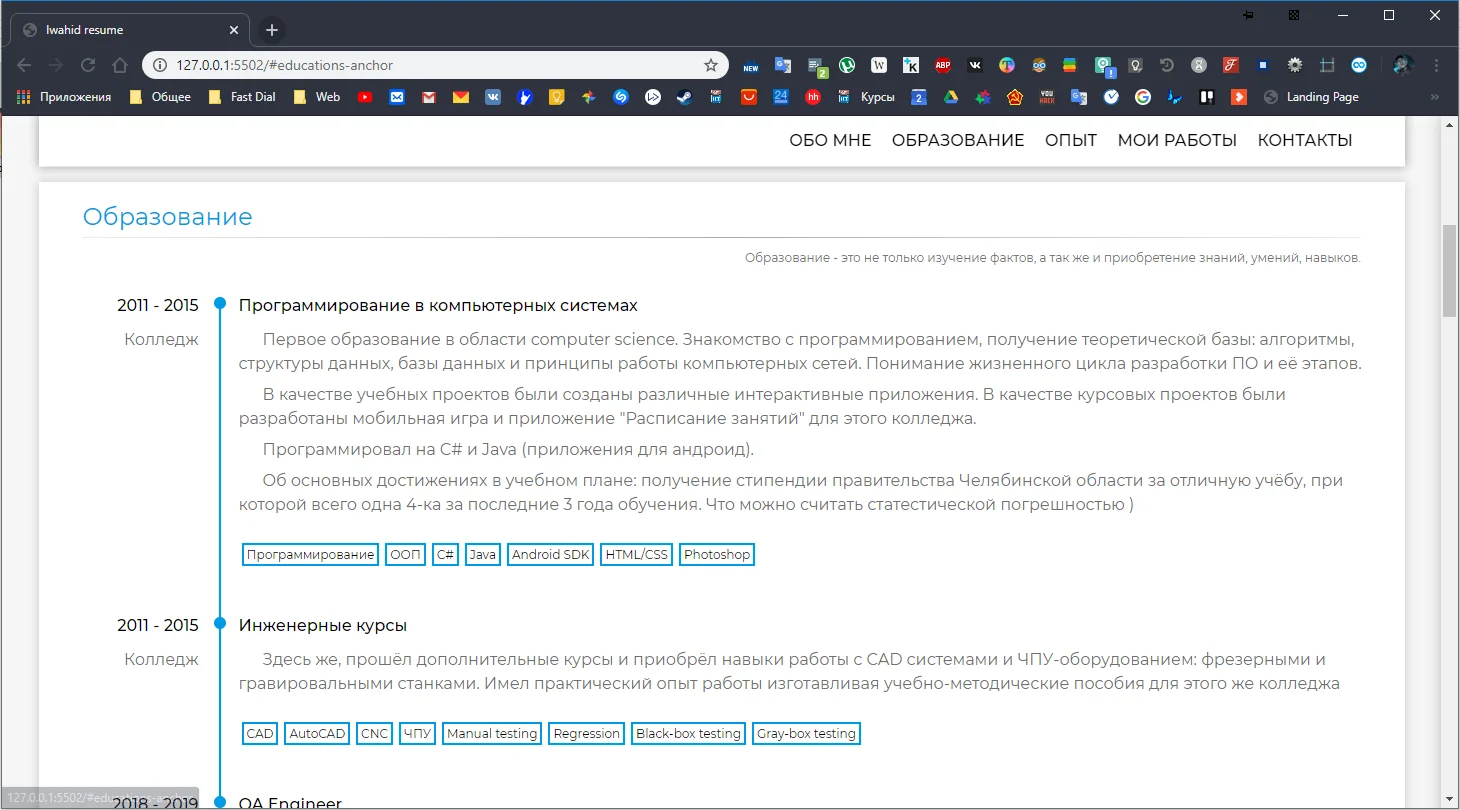 Iwahid resume
127.0.0.1:5502/#educations-anchor
NEW
2
W
K
ABP
Приложения
Общее
Fast Dial
Web
24
hh
Курсы
2
YOU HACK
Landing Page
ОБО МНЕ ОБРАЗОВАНИЕ ОПЫТ МОИ РАБОТЫ КОНТАКТЫ
Образование
Образование - это не только изучение фактов, а так же и приобретение знаний, умений, навыков.
2011 - 2015
Колледж
Программирование в компьютерных системах
Первое образование в области computer science. Знакомство с программированием, получение теоретической базы: алгоритмы,
структуры данных, базы данных и принципы работы компьютерных сетей. Понимание жизненного цикла разработки ПО и её этапов.
В качестве учебных проектов были созданы различные интерактивные приложения. В качестве курсовых проектов были
разработаны мобильная игра и приложение "Расписание занятий" для этого колледжа.
Программировал на C# и Java (приложения для андроид).
Об основных достижениях в учебном плане: получение стипендии правительства Челябинской области за отличную учёбу, при
которой всего одна 4-ка за последние 3 года обучения. Что можно считать статестической погрешностью )
Программирование ООП C# Java Android SDK HTML/CSS Photoshop
2011 - 2015
Колледж
Инженерные курсы
Здесь же, прошёл дополнительные курсы и приобрёл навыки работы с CAD системами и ЧПУ-оборудованием: фрезерными и
гравировальными станками. Имел практический опыт работы изготавливая учебно-методические пособия для этого же колледжа
CAD AutoCAD CNC ЧПУ Manual testing Regression Black-box testing Gray-box testing
2018 - 2019
QA Engineer
127.0.0.1:5502/#educations-anchor